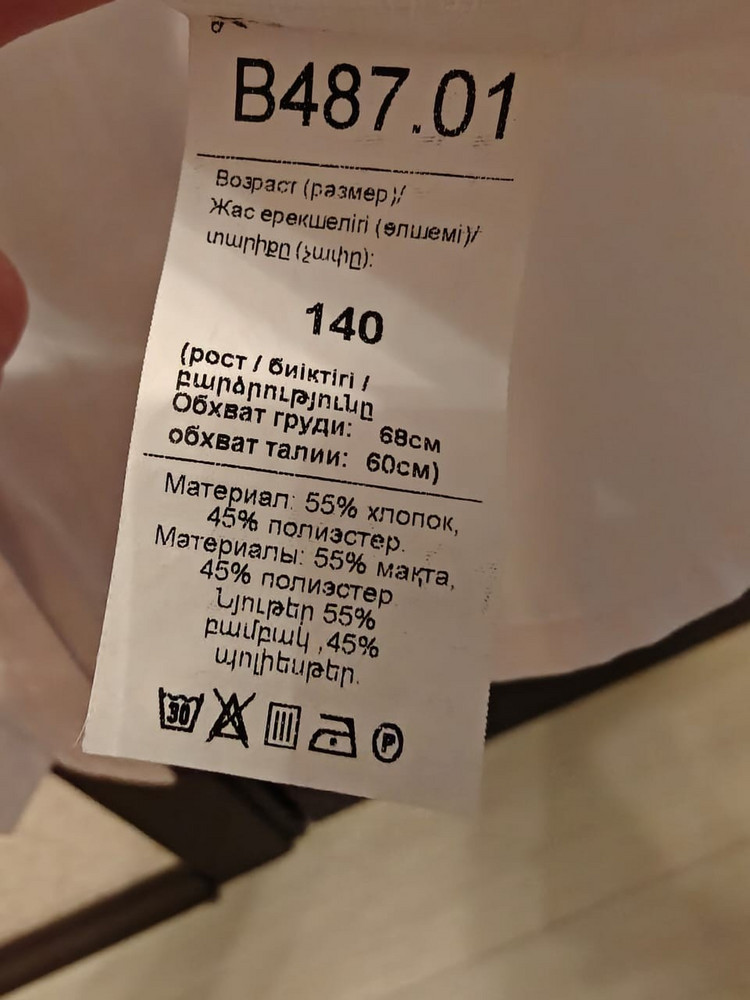 B487.01
Возраст (размер)/
Жас ерекшелігі (өлшемі)/
տարիքը (չափը):
140
(рост / биіктігі /
բարձրությունը
Обхват груди: 68см
обхват талии: 60см)
Материал: 55% хлопок,
45% полиэстер.
Материалы: 55% мақта,
45% полиэстер
Նյութեր 55%
բամբակ ,45%
պոլիեսթեր.
30
P